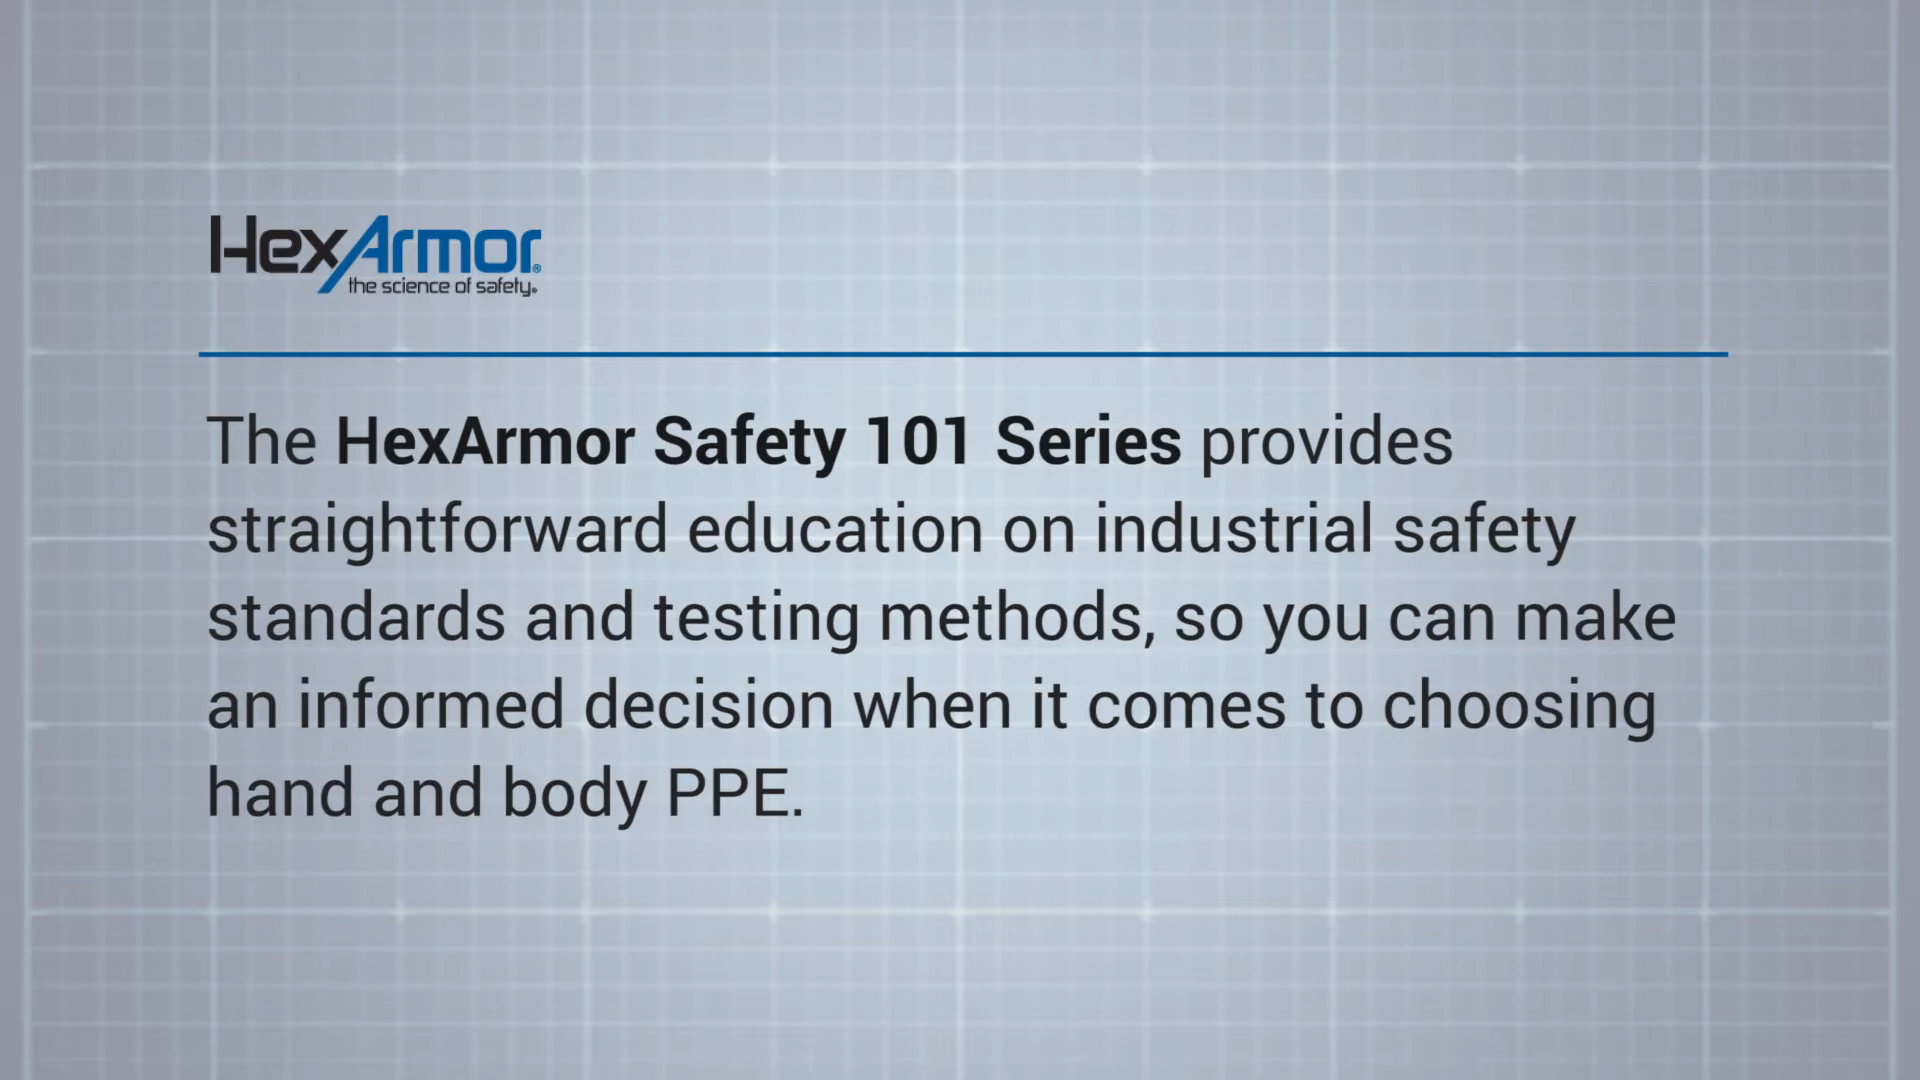 HexArmor®
the science of safety®
The HexArmor Safety 101 Series provides
straightforward education on industrial safety
standards and testing methods, so you can make
an informed decision when it comes to choosing
hand and body PPE.